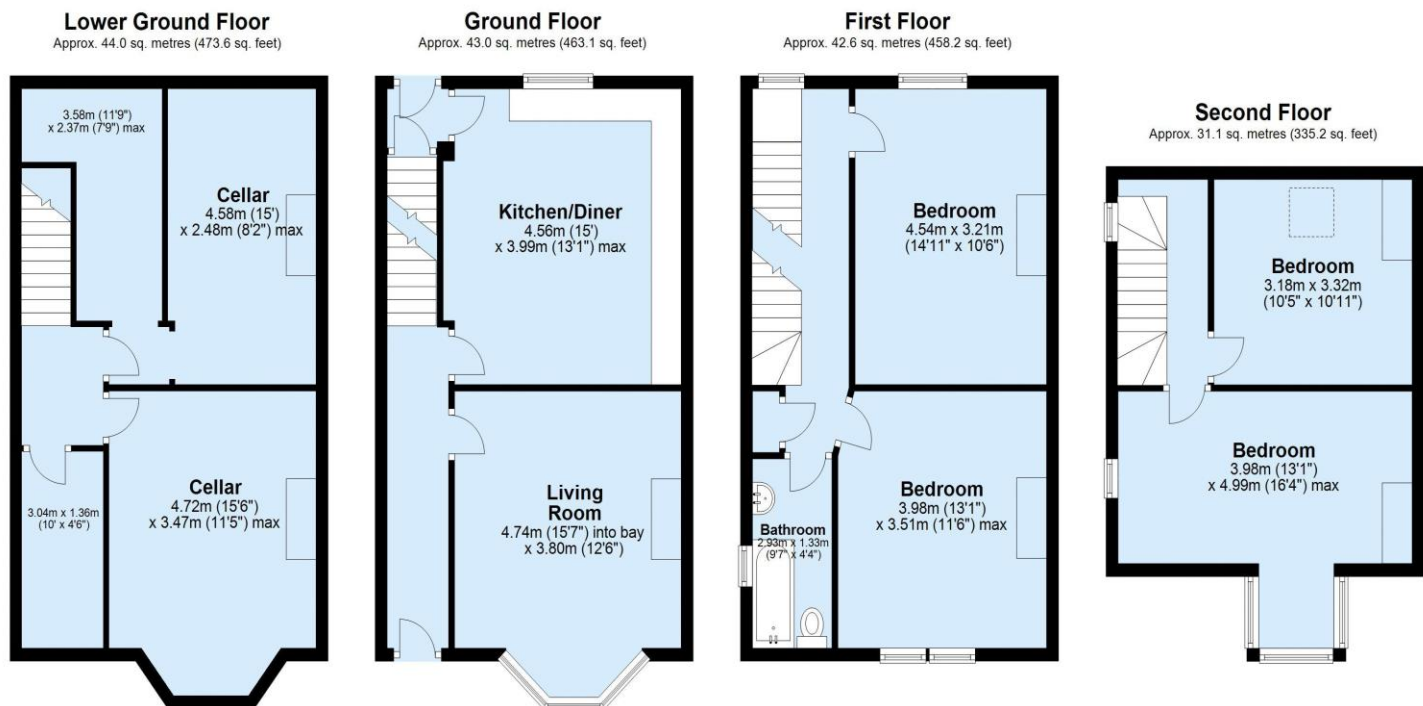 Lower Ground Floor
Approx. 44.0 sq. metres (473.6 sq. feet)
3.58m (11'9")
x 2.37m (7'9") max
Cellar
4.58m (15')
x 2.48m (8'2") max
Cellar
4.72m (15'6")
x 3.47m (11'5") max
3.04m x 1.36m
(10' x 4'6")
Ground Floor
Approx. 43.0 sq. metres (463.1 sq. feet)
Kitchen/Diner
4.56m (15')
x 3.99m (13'1") max
Living
Room
4.74m (15'7") into bay
x 3.80m (12'6")
First Floor
Approx. 42.6 sq. metres (458.2 sq. feet)
Bedroom
4.54m x 3.21m
(14'11" x 10'6")
Bedroom
3.98m (13'1")
x 3.51m (11'6") max
Bathroom
2.93m x 1.33m
(9'7" x 4'4")
Second Floor
Approx. 31.1 sq. metres (335.2 sq. feet)
Bedroom
3.18m x 3.32m
(10'5" x 10'11")
Bedroom
3.98m (13'1")
x 4.99m (16'4") max